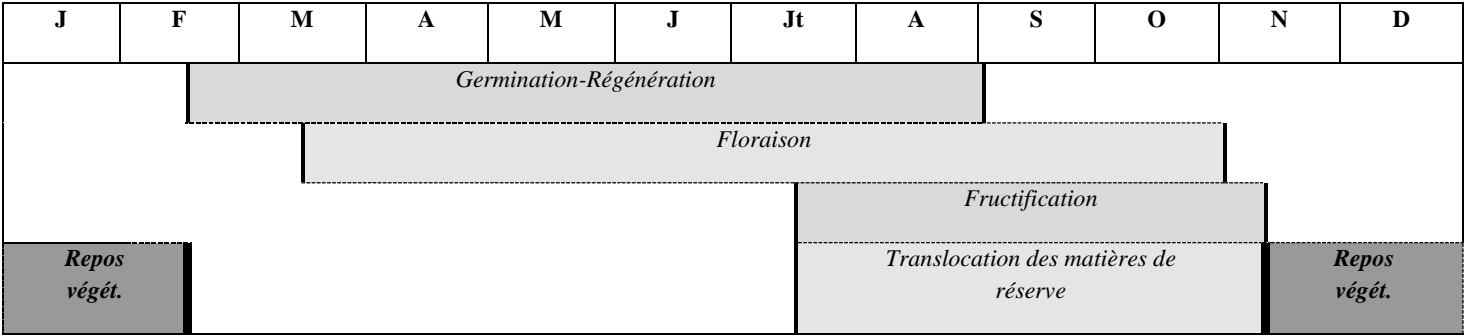 J F M A M J Jt A S O N D
Germination-Régénération
Floraison
Fructification
Repos
végét.
Translocation des matières de
réserve
Repos
végét.